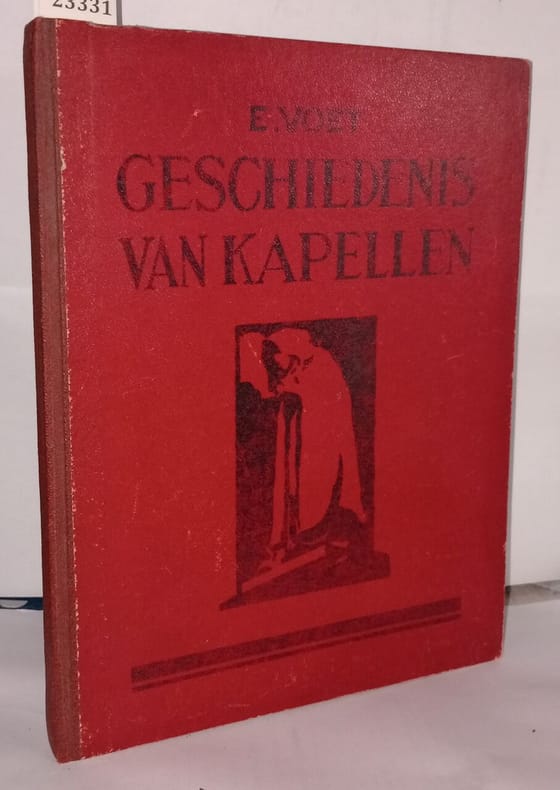 23331
E. VOET
GESCHIEDENIS
VAN KAPELLEN